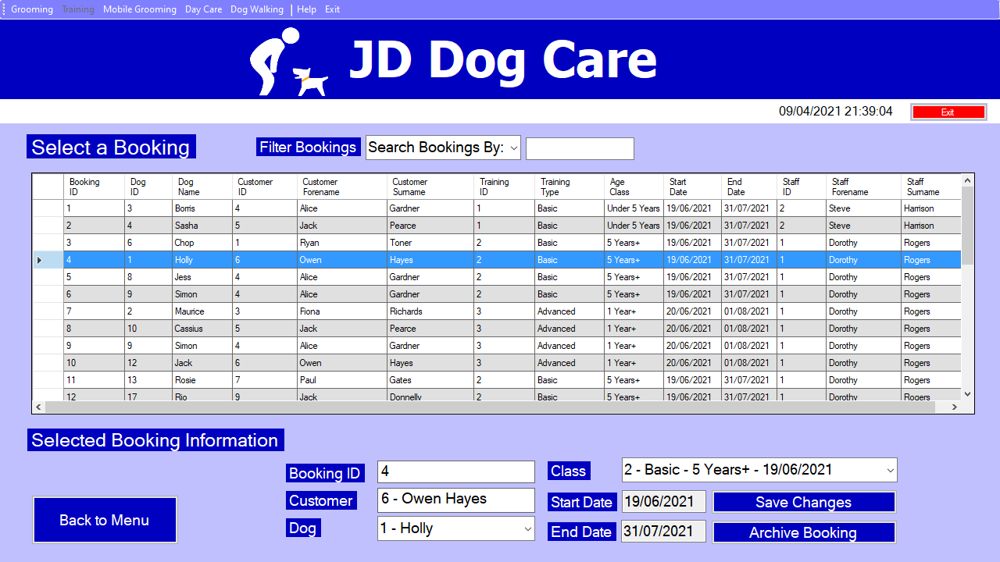 Grooming Training Mobile Grooming Day Care Dog Walking Help Exit
JD Dog Care
09/04/2021 21:39:04 Exit
Select a Booking Filter Bookings Search Bookings By:
Booking ID Dog ID Dog Name Customer ID Customer Forename Customer Surname Training ID Training Type Age Class Start Date End Date Staff ID Staff Forename Staff Surname
1 3 Borris 4 Alice Gardner 1 Basic Under 5 Years 19/06/2021 31/07/2021 2 Steve Harrison
2 4 Sasha 5 Jack Pearce 1 Basic Under 5 Years 19/06/2021 31/07/2021 2 Steve Harrison
3 6 Chop 1 Ryan Toner 2 Basic 5 Years+ 19/06/2021 31/07/2021 1 Dorothy Rogers
4 1 Holly 6 Owen Hayes 2 Basic 5 Years+ 19/06/2021 31/07/2021 1 Dorothy Rogers
5 8 Jess 4 Alice Gardner 2 Basic 5 Years+ 19/06/2021 31/07/2021 1 Dorothy Rogers
6 9 Simon 4 Alice Gardner 2 Basic 5 Years+ 19/06/2021 31/07/2021 1 Dorothy Rogers
7 2 Maurice 3 Fiona Richards 3 Advanced 1 Year+ 20/06/2021 01/08/2021 1 Dorothy Rogers
8 10 Cassius 5 Jack Pearce 3 Advanced 1 Year+ 20/06/2021 01/08/2021 1 Dorothy Rogers
9 9 Simon 4 Alice Gardner 3 Advanced 1 Year+ 20/06/2021 01/08/2021 1 Dorothy Rogers
10 12 Jack 6 Owen Hayes 3 Advanced 1 Year+ 20/06/2021 01/08/2021 1 Dorothy Rogers
11 13 Rosie 7 Paul Gates 2 Basic 5 Years+ 19/06/2021 31/07/2021 1 Dorothy Rogers
12 17 Rio 9 Jack Donnelly 2 Basic 5 Years+ 19/06/2021 31/07/2021 1 Dorothy Rogers
Selected Booking Information
Booking ID 4 Class 2 - Basic - 5 Years+ - 19/06/2021
Customer 6 - Owen Hayes Start Date 19/06/2021 Save Changes
Back to Menu
Dog 1 - Holly End Date 31/07/2021 Archive Booking